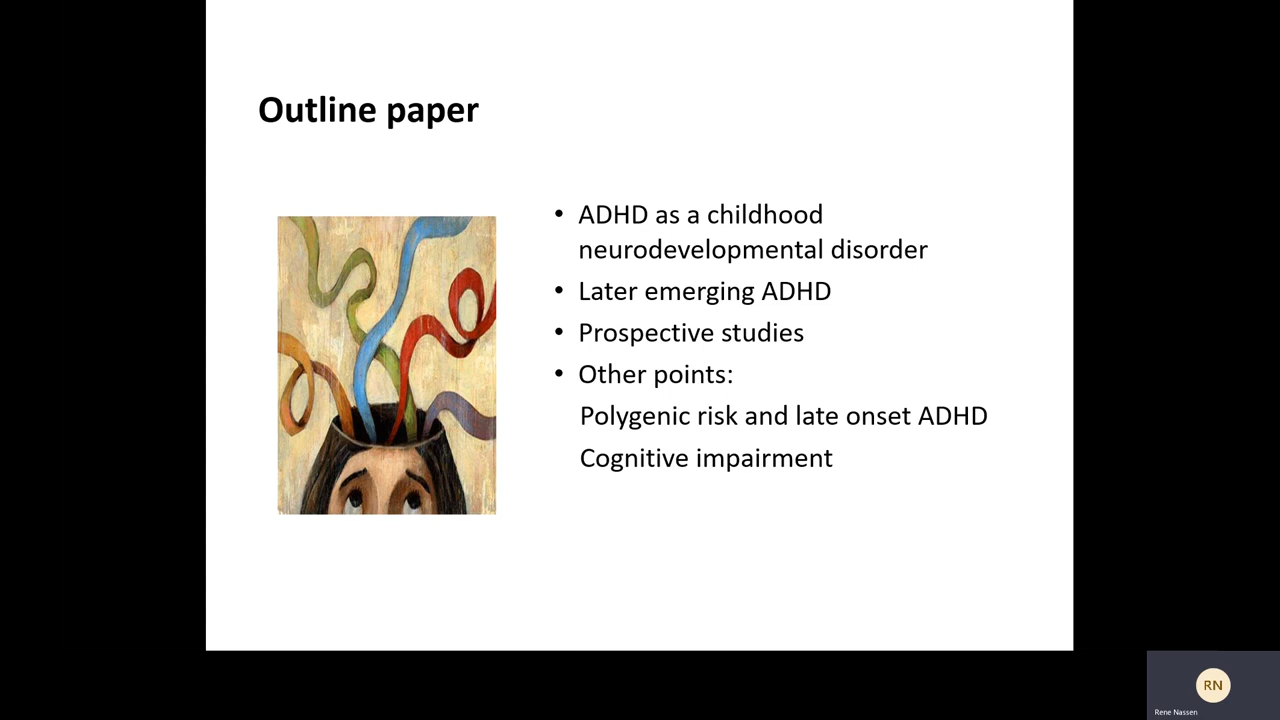 Outline paper
• ADHD as a childhood
neurodevelopmental disorder
• Later emerging ADHD
• Prospective studies
• Other points:
Polygenic risk and late onset ADHD
Cognitive impairment
RN
Rene Nassen